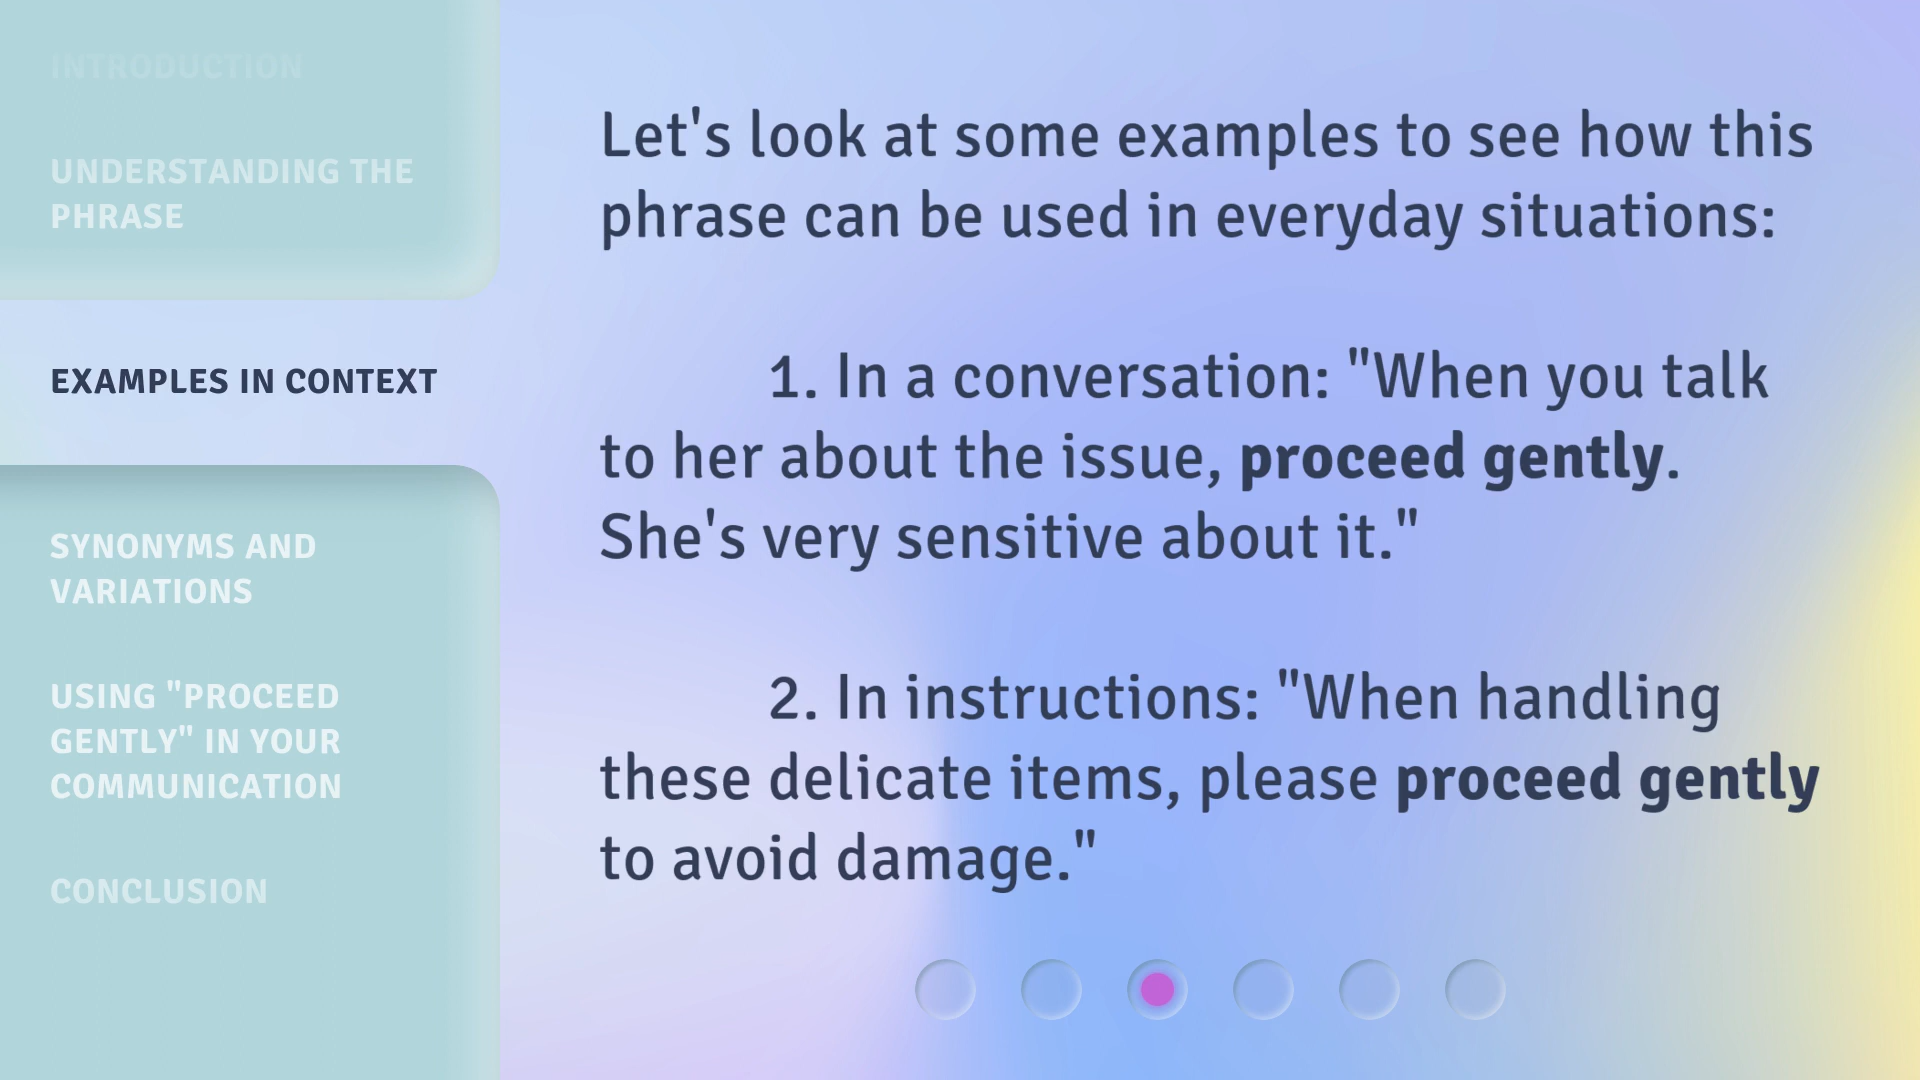 INTRODUCTION
UNDERSTANDING THE
PHRASE
EXAMPLES IN CONTEXT
SYNONYMS AND
VARIATIONS
USING "PROCEED
GENTLY" IN YOUR
COMMUNICATION
CONCLUSION
Let's look at some examples to see how this
phrase can be used in everyday situations:
1. In a conversation: "When you talk
to her about the issue, proceed gently.
She's very sensitive about it."
2. In instructions: "When handling
these delicate items, please proceed gently
to avoid damage."